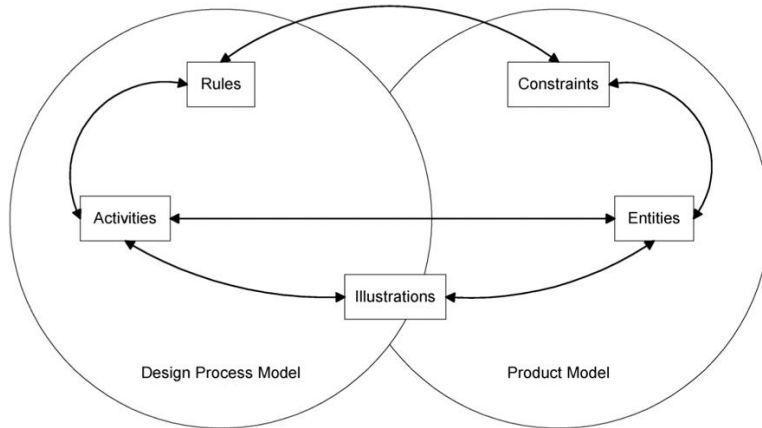 Rules
Constraints
Activities
Entities
Illustrations
Design Process Model
Product Model